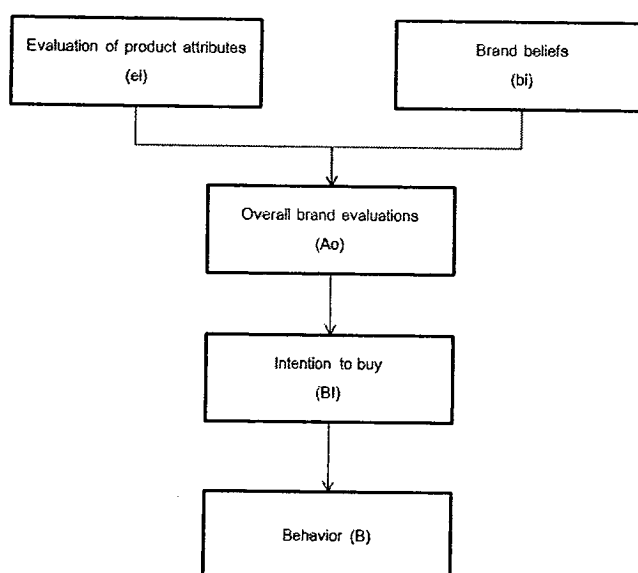 Evaluation of product attributes
(ei)
Brand beliefs
(bi)
Overall brand evaluations
(Ao)
Intention to buy
(BI)
Behavior (B)